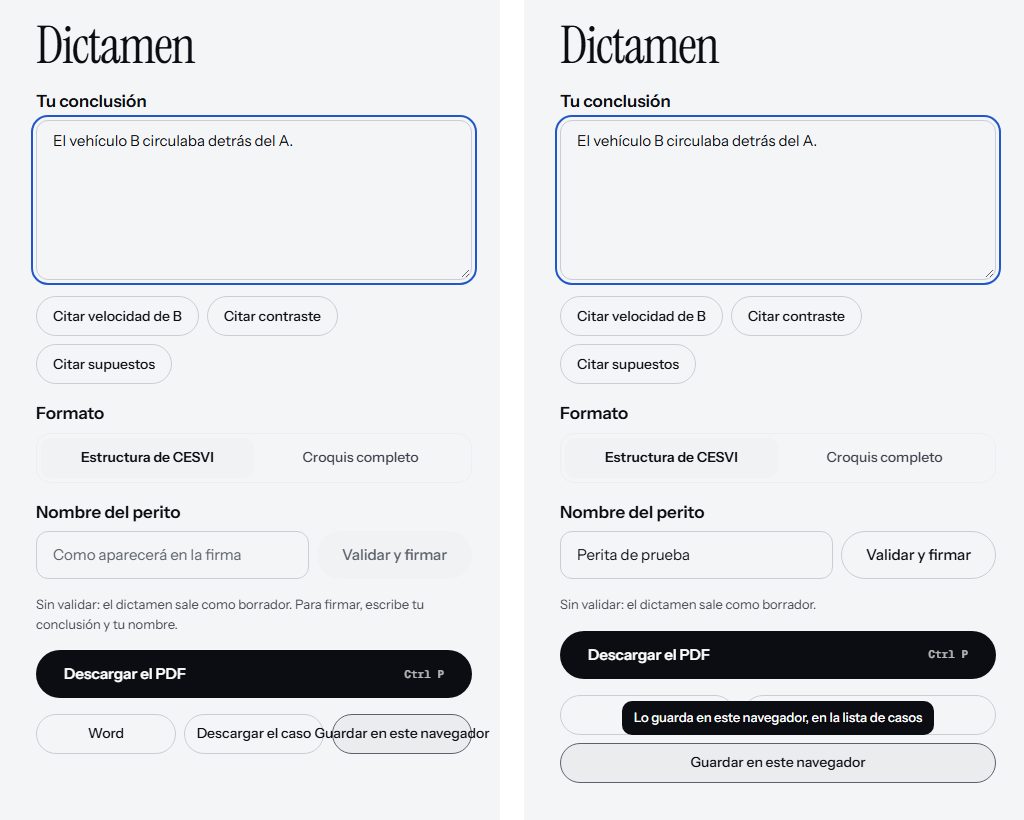 Dictamen
Tu conclusión
El vehículo B circulaba detrás del A.
Citar velocidad de B
Citar contraste
Citar supuestos
Formato
Estructura de CESVI
Croquis completo
Nombre del perito
Como aparecerá en la firma
Validar y firmar
Sin validar: el dictamen sale como borrador. Para firmar, escribe tu
conclusión y tu nombre.
Descargar el PDF
Ctrl P
Word
Descargar el caso
Guardar en este navegador
Dictamen
Tu conclusión
El vehículo B circulaba detrás del A.
Citar velocidad de B
Citar contraste
Citar supuestos
Formato
Estructura de CESVI
Croquis completo
Nombre del perito
Perita de prueba
Validar y firmar
Sin validar: el dictamen sale como borrador.
Descargar el PDF
Ctrl P
Lo guarda en este navegador, en la lista de casos
Guardar en este navegador